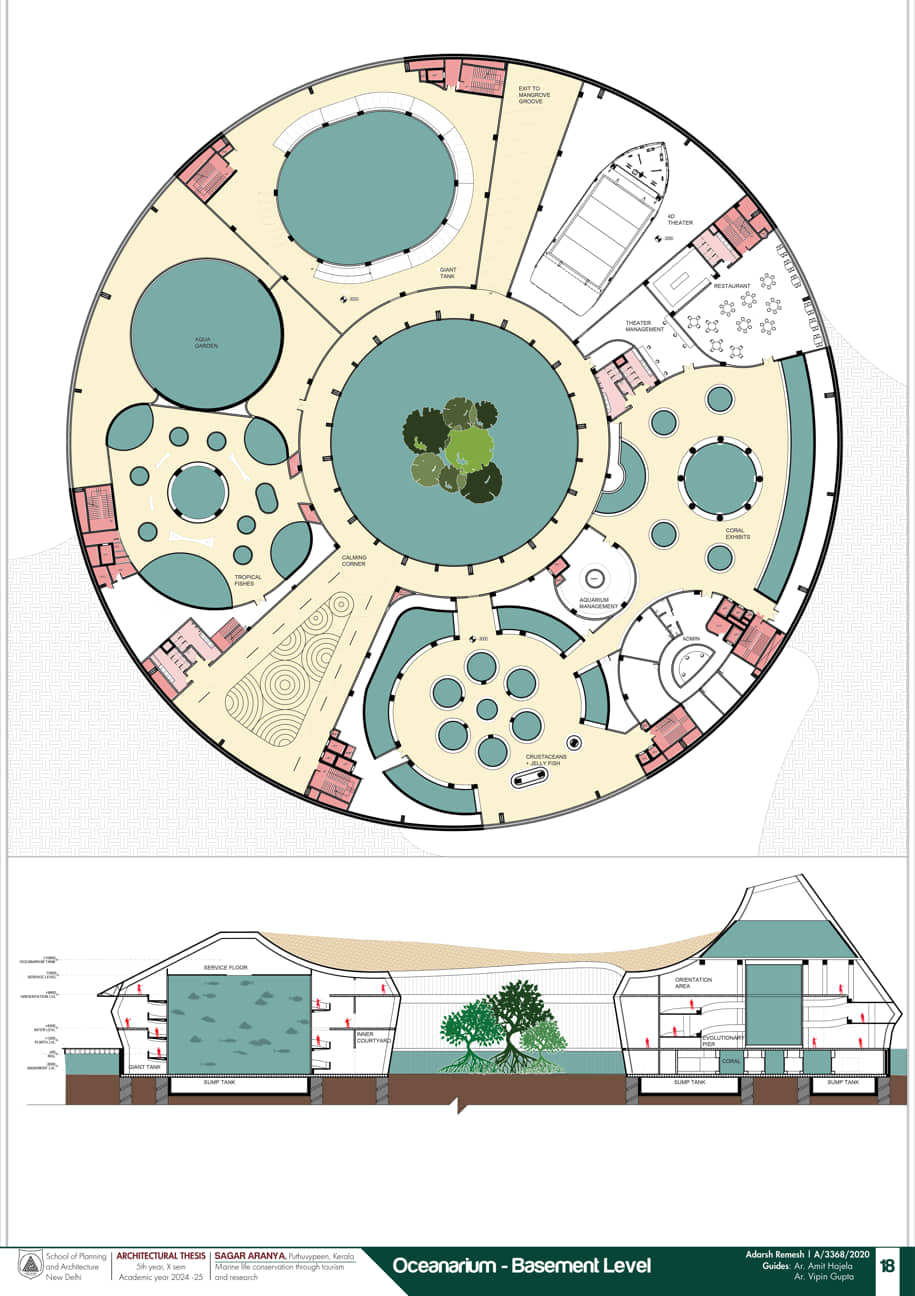 EXIT TO
MANGROVE
GROOVE
4D
THEATER
RESTAURANT
GIANT
TANK
THEATER
MANAGEMENT
AQUA
GARDEN
CORAL
EXHIBITS
CALMING
CORNER
TROPICAL
FISHES
AQUARIUM
MANAGEMENT
-3000
ADMIN
CRUSTACEANS
+ JELLY FISH
SERVICE FLOOR
ORIENTATION
AREA
INNER
COURTYARD
EVOLUTIONARY
PIER
CORAL
GIANT TANK
SUMP TANK
SUMP TANK
SUMP TANK
School of Planning
and Architecture
New Delhi
ARCHITECTURAL THESIS
5th year, X sem
Academic year 2024 -25
SAGAR ARANYA, Puthuvypeen, Kerala
Marine life conservation through tourism
and research
Oceanarium - Basement Level
Adarsh Remesh | A/3368/2020
Guides: Ar. Amit Hajela
Ar. Vipin Gupta
18